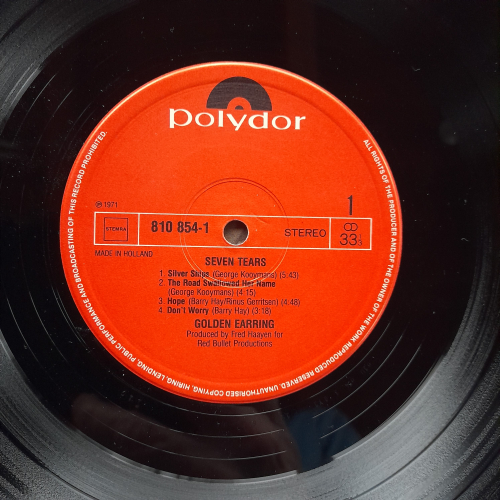 polydor
ALL RIGHTS OF THE PRODUCER AND OF THE OWNER OF THE WORK REPRODUCED RESERVED. UNAUTHORISED COPYING, HIRING, LENDING, PUBLIC PERFORMANCE AND BROADCASTING OF THIS RECORD PROHIBITED.
℗ 1971
STEMRA
810 854-1
STEREO
1
33 1/3
MADE IN HOLLAND
SEVEN TEARS
1. Silver Ships (George Kooymans) (5:43)
2. The Road Swallowed Her Name
(George Kooymans) (4:15)
3. Hope (Barry Hay/Rinus Gerritsen) (4:48)
4. Don't Worry (Barry Hay) (3:18)
GOLDEN EARRING
Produced by Fred Haayen for
Red Bullet Productions